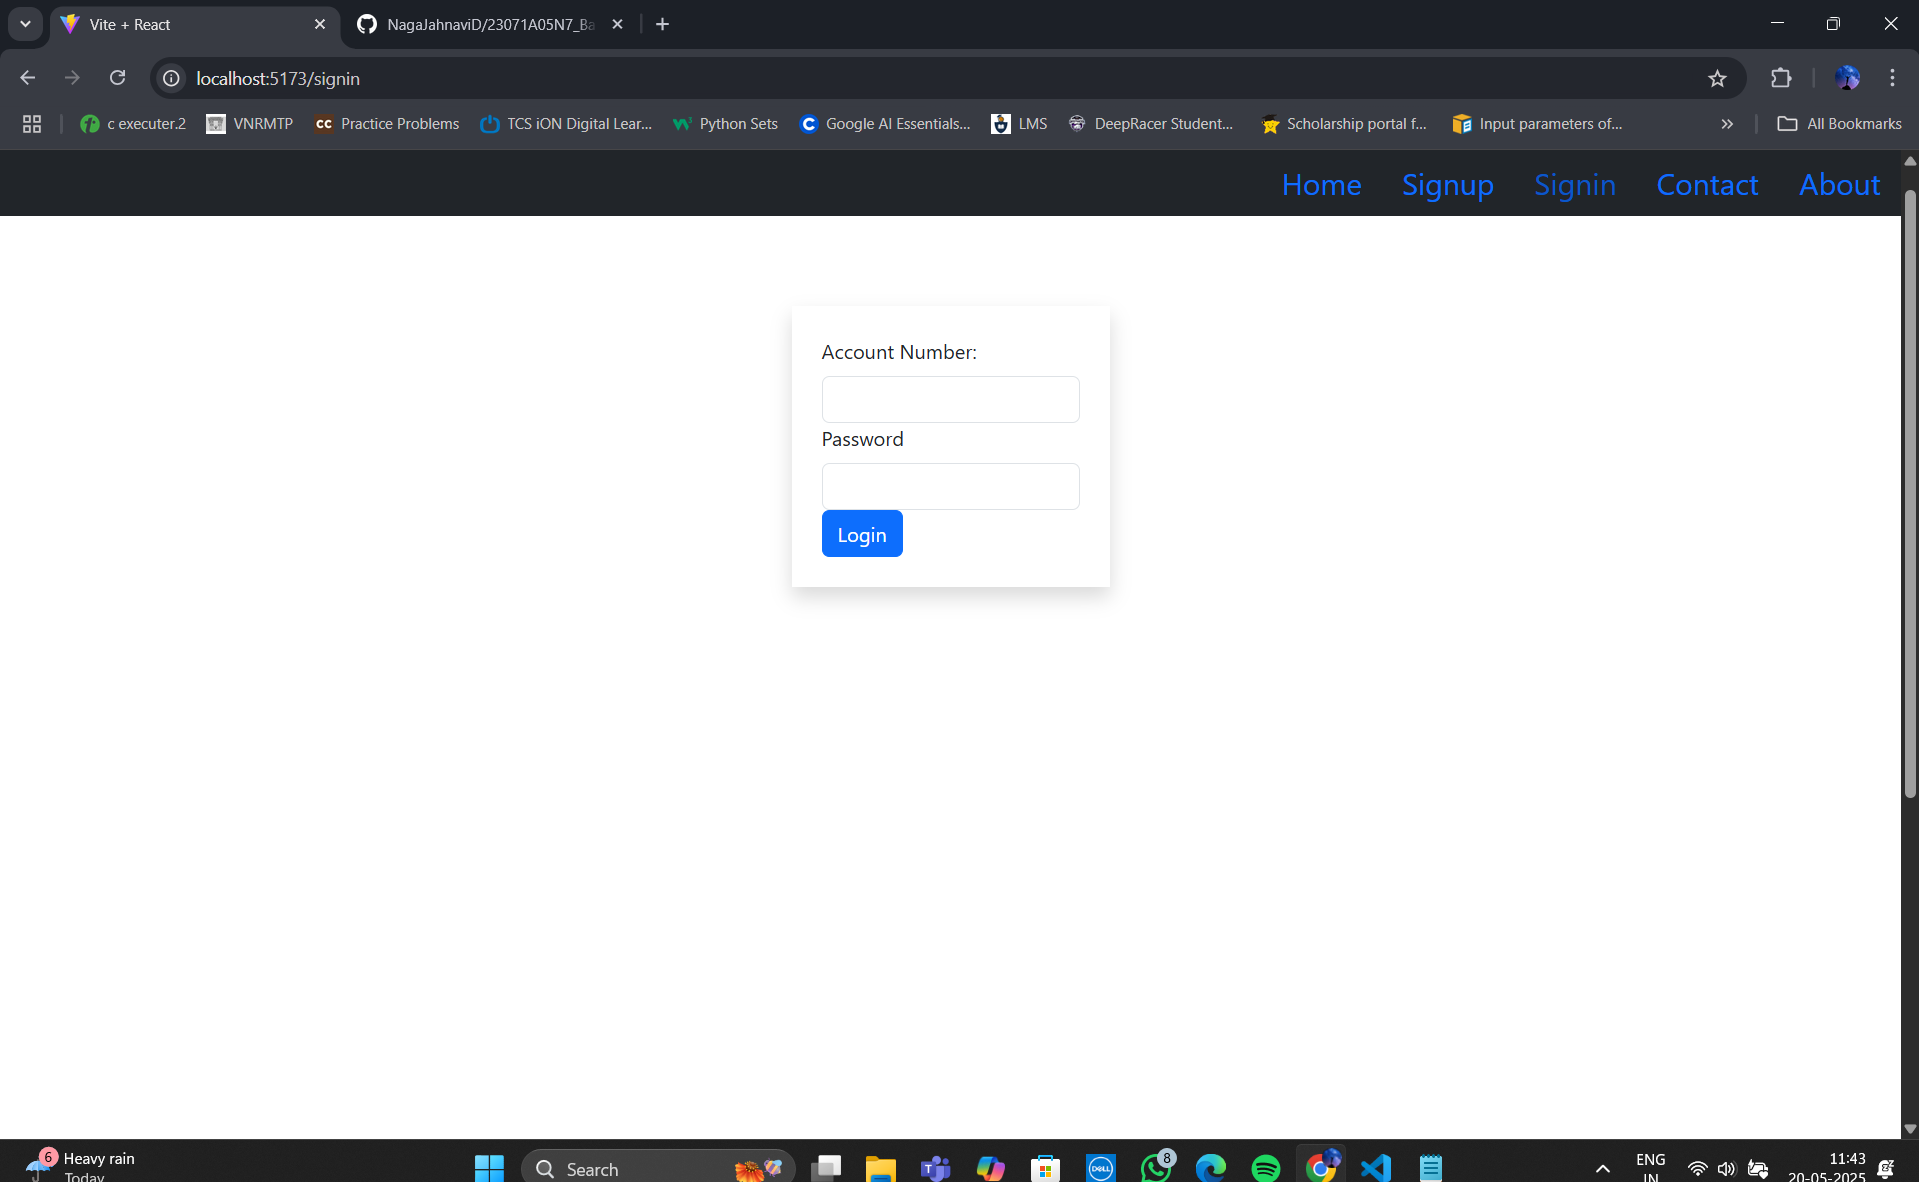 Vite + React
NagaJahnaviD/23071A05N7_Ba
localhost:5173/signin
c executer.2
VNRMTP
cc Practice Problems
TCS iON Digital Lear...
Python Sets
Google AI Essentials...
LMS
DeepRacer Student...
Scholarship portal f...
Input parameters of...
All Bookmarks
Home
Signup
Signin
Contact
About
Account Number:
Password
Login
6
Heavy rain
Today
Search
DELL
8
ENG
IN
11:43
20-05-2025